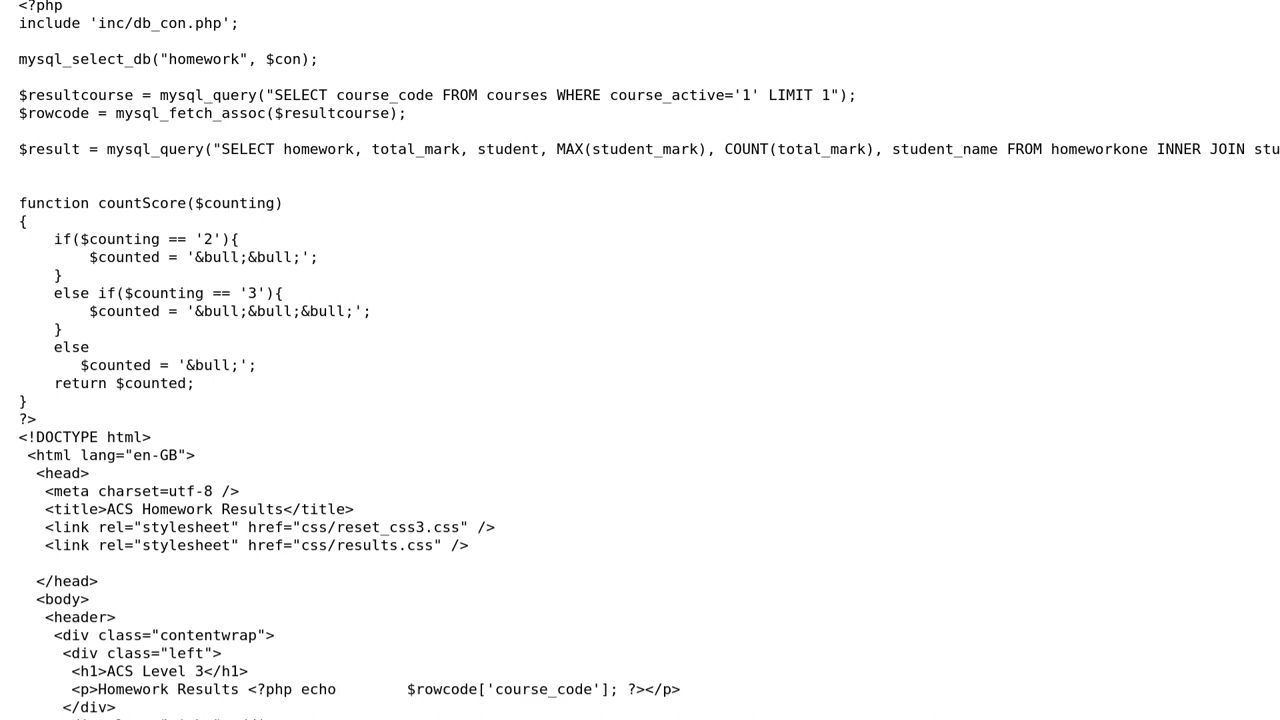 <?php
include 'inc/db_con.php';
mysql_select_db("homework", $con);
$resultcourse = mysql_query("SELECT course_code FROM courses WHERE course_active='1' LIMIT 1");
$rowcode = mysql_fetch_assoc($resultcourse);
$result = mysql_query("SELECT homework, total_mark, student, MAX(student_mark), COUNT(total_mark), student_name FROM homeworkone INNER JOIN stu
function countScore($counting)
{
    if($counting == '2'){
        $counted = '&bull;&bull;';
    }
    else if($counting == '3'){
        $counted = '&bull;&bull;&bull;';
    }
    else
       $counted = '&bull;';
    return $counted;
}
?>
<!DOCTYPE html>
 <html lang="en-GB">
  <head>
   <meta charset=utf-8 />
   <title>ACS Homework Results</title>
   <link rel="stylesheet" href="css/reset_css3.css" />
   <link rel="stylesheet" href="css/results.css" />
  </head>
  <body>
   <header>
    <div class="contentwrap">
     <div class="left">
      <h1>ACS Level 3</h1>
      <p>Homework Results <?php echo        $rowcode['course_code']; ?></p>
     </div>